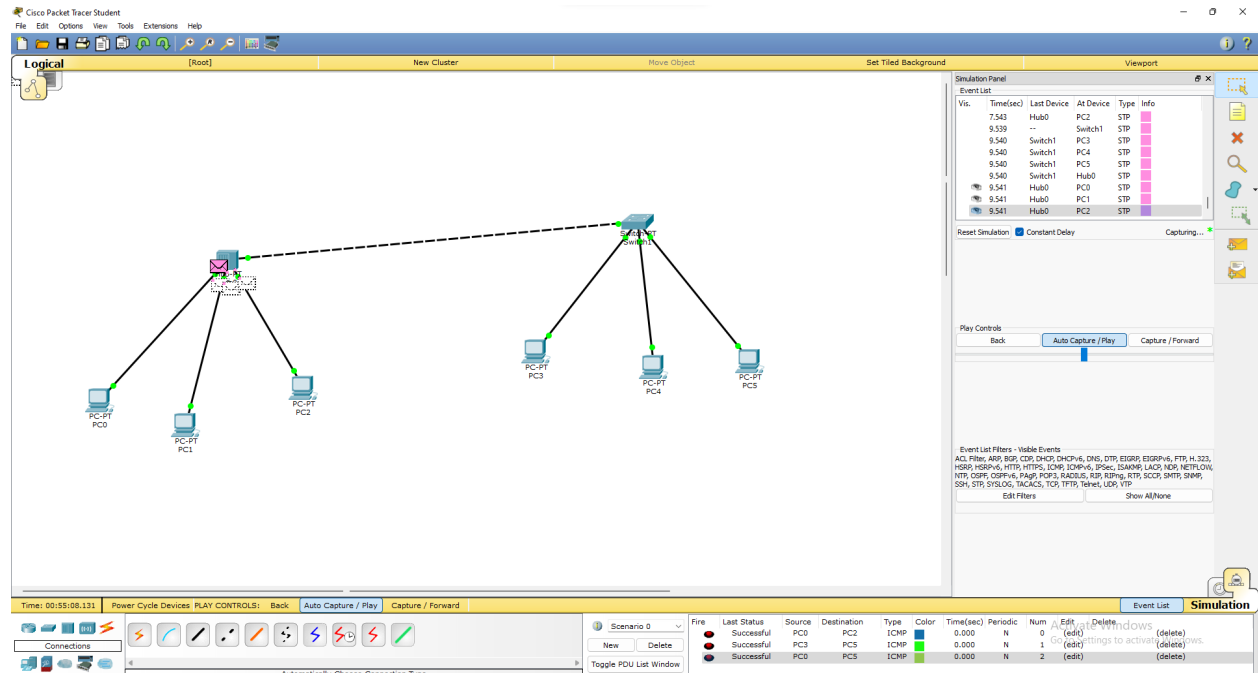 Cisco Packet Tracer Student
File Edit Options View Tools Extensions Help
Logical [Root] New Cluster Move Object Set Tiled Background Viewport
Simulation Panel
Event List
Vis. Time(sec) Last Device At Device Type Info
7.543 Hub0 PC2 STP
9.539 -- Switch1 STP
9.540 Switch1 PC3 STP
9.540 Switch1 PC4 STP
9.540 Switch1 PC5 STP
9.540 Switch1 Hub0 STP
9.541 Hub0 PC0 STP
9.541 Hub0 PC1 STP
9.541 Hub0 PC2 STP
Reset Simulation Constant Delay Capturing...
Switch-PT
Switch1
PC-PT
PC3
PC-PT
PC4
PC-PT
PC5
PC-PT
PC2
PC-PT
PC0
PC-PT
PC1
Play Controls
Back Auto Capture / Play Capture / Forward
Event List Filters - Visible Events
ACL Filter, ARP, BGP, CDP, DHCP, DHCPv6, DNS, DTP, EIGRP, EIGRPv6, FTP, H.323,
HSRP, HSRPv6, HTTP, HTTPS, ICMP, ICMPv6, IPSec, ISAKMP, LACP, NDP, NETFLOW,
NTP, OSPF, OSPFv6, PAgP, POP3, RADIUS, RIP, RIPng, RTP, SCCP, SMTP, SNMP,
SSH, STP, SYSLOG, TACACS, TCP, TFTP, Telnet, UDP, VTP
Edit Filters Show All/None
Time: 00:55:08.131 Power Cycle Devices PLAY CONTROLS: Back Auto Capture / Play Capture / Forward Event List Simulation
Connections
Automatically Choose Connection Type
Scenario 0
New Delete
Toggle PDU List Window
Fire Last Status Source Destination Type Color Time(sec) Periodic Num Edit Delete
Successful PC0 PC2 ICMP 0.000 N 0 (edit) (delete)
Successful PC3 PC5 ICMP 0.000 N 1 (edit) (delete)
Successful PC0 PC5 ICMP 0.000 N 2 (edit) (delete)
Activate Windows
Go to Settings to activate Windows.